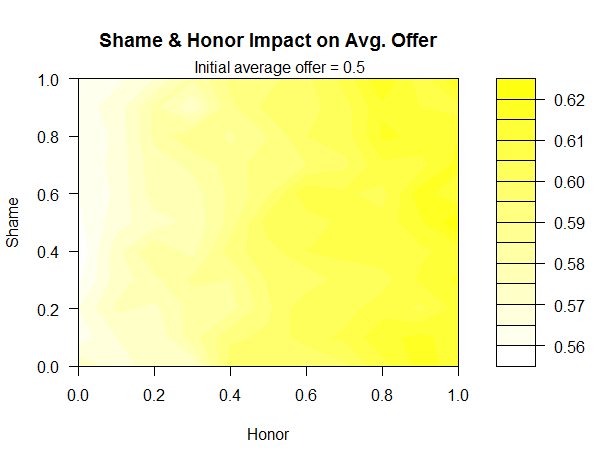 Shame & Honor Impact on Avg. Offer
Initial average offer = 0.5
1.0
0.8
0.6
0.4
0.2
0.0
Shame
0.0 0.2 0.4 0.6 0.8 1.0
Honor
0.62
0.61
0.60
0.59
0.58
0.57
0.56